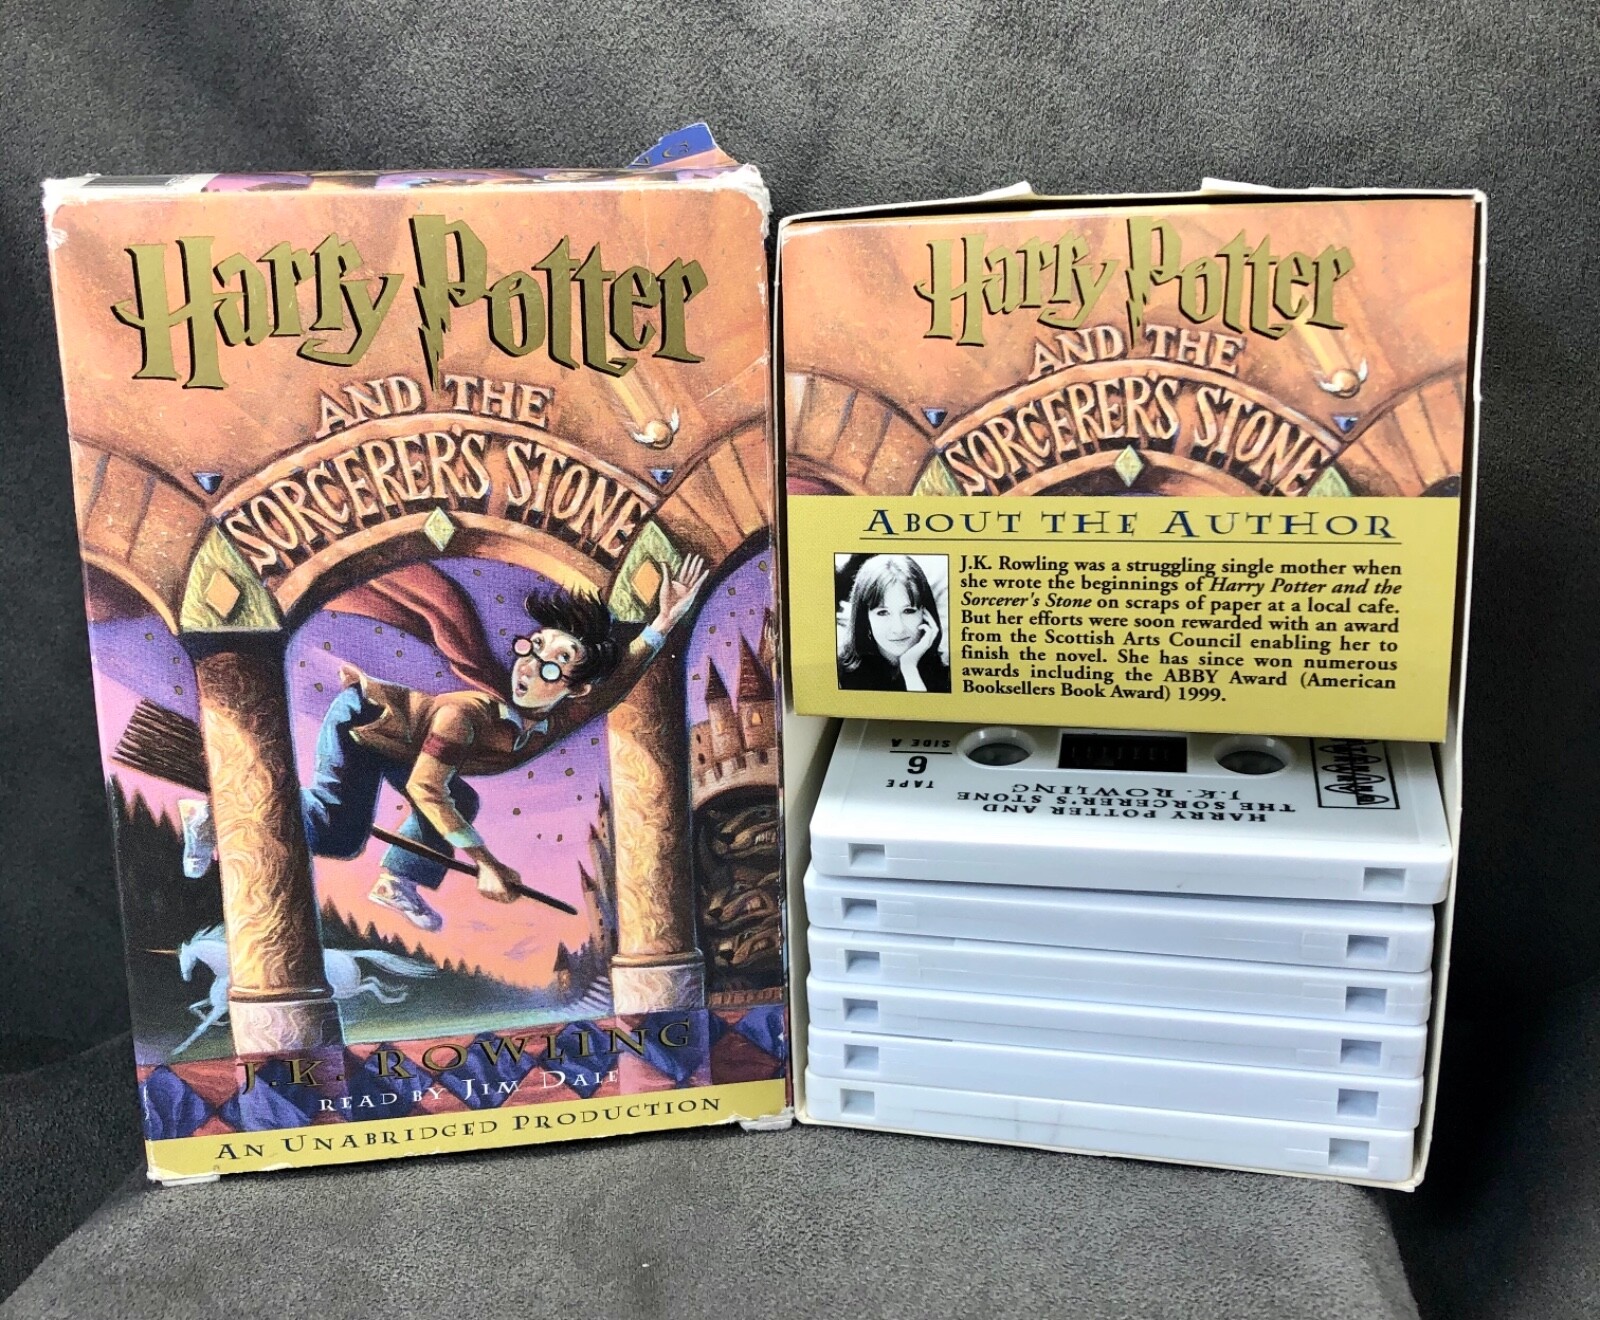 Harry Potter
AND THE
SORCERER'S STONE
J.K. ROWLING
READ BY JIM DALE
AN UNABRIDGED PRODUCTION
Harry Potter
AND THE
SORCERER'S STONE
ABOUT THE AUTHOR
J.K. Rowling was a struggling single mother when
she wrote the beginnings of Harry Potter and the
Sorcerer's Stone on scraps of paper at a local cafe.
But her efforts were soon rewarded with an award
from the Scottish Arts Council enabling her to
finish the novel. She has since won numerous
awards including the ABBY Award (American
Booksellers Book Award) 1999.
HARRY POTTER AND
THE SORCERER'S STONE
J.K. ROWLING
TAPE
6
SIDE A